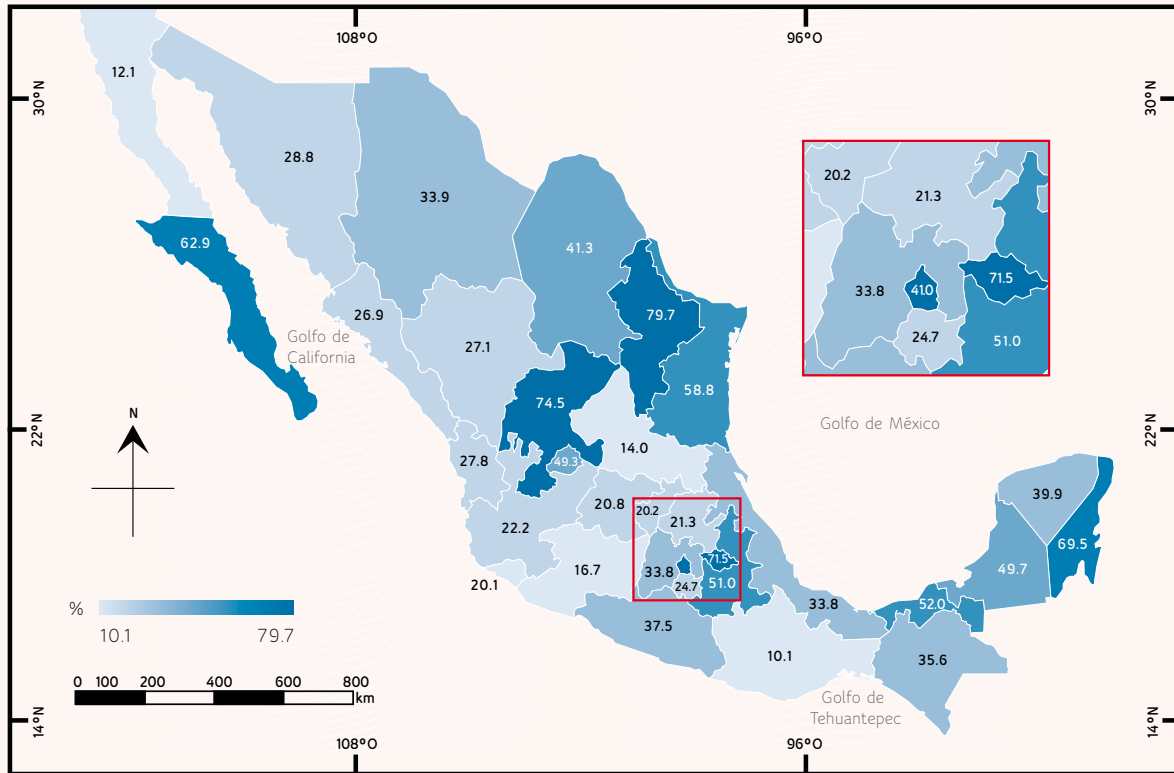 108°O
96°O
30°N
30°N
12.1
28.8
33.9
20.2
21.3
41.3
62.9
33.8
41.0
71.5
26.9
79.7
24.7
51.0
Golfo de
California
27.1
58.8
74.5
N
Golfo de México
22°N
22°N
14.0
49.3
27.8
39.9
20.8
20.2
21.3
22.2
69.5
71.5
16.7
33.8
49.7
20.1
24.7
51.0
%
33.8
52.0
10.1
79.7
37.5
10.1
35.6
0 100 200 400 600 800
km
Golfo de
Tehuantepec
14°N
14°N
108°O
96°O